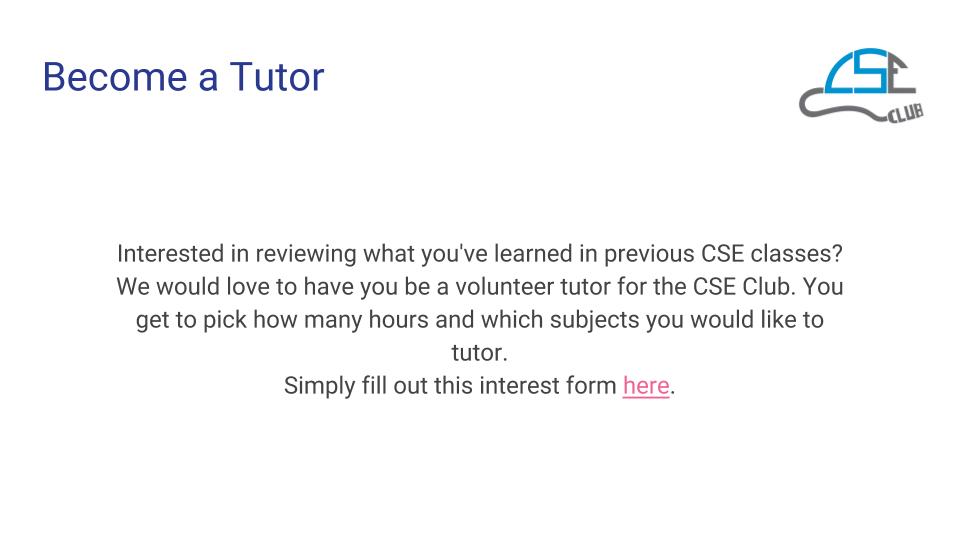 Become a Tutor
CSE
CLUB
Interested in reviewing what you've learned in previous CSE classes?
We would love to have you be a volunteer tutor for the CSE Club. You
get to pick how many hours and which subjects you would like to
tutor.
Simply fill out this interest form here.